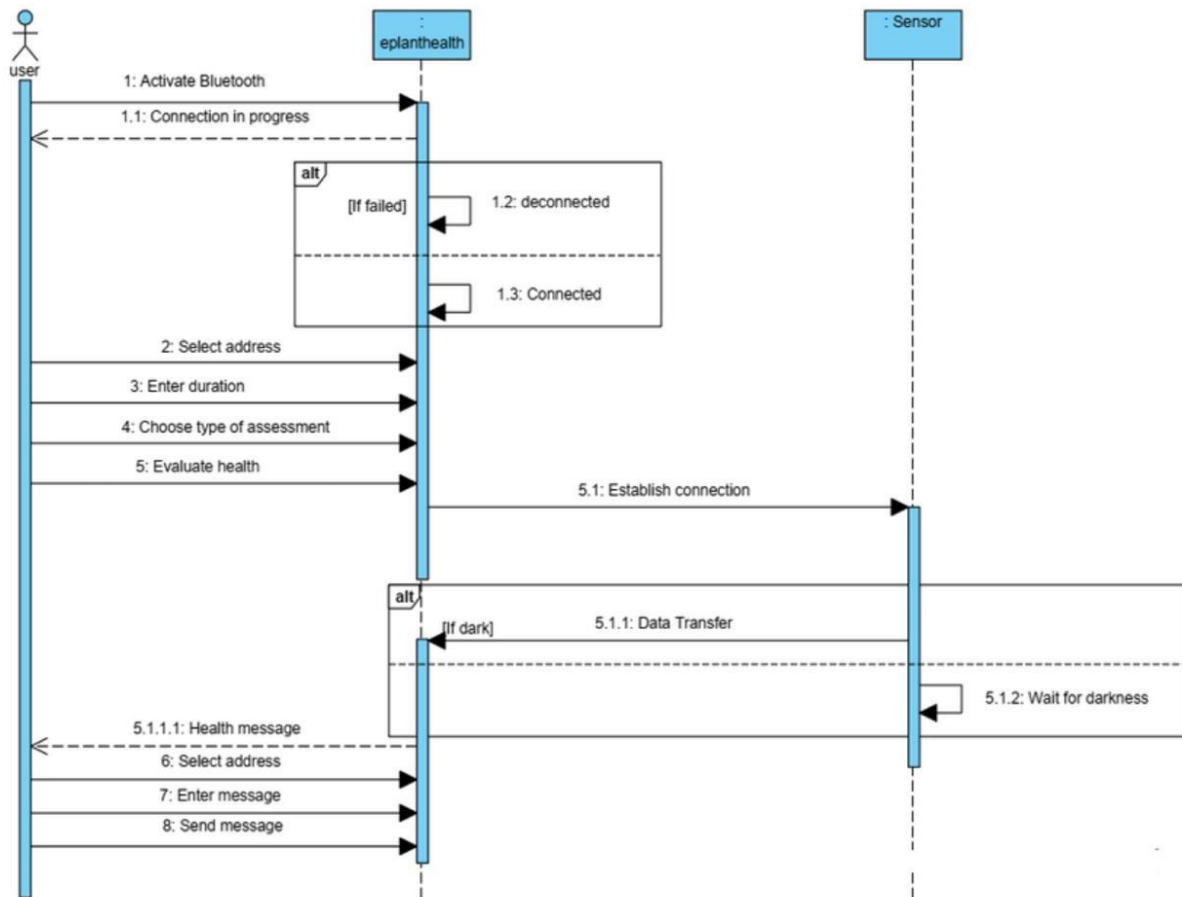 :
eplanthealth
: Sensor
user
1: Activate Bluetooth
1.1: Connection in progress
alt
[If failed]
1.2: deconnected
1.3: Connected
2: Select address
3: Enter duration
4: Choose type of assessment
5: Evaluate health
5.1: Establish connection
alt
[If dark]
5.1.1: Data Transfer
5.1.2: Wait for darkness
5.1.1.1: Health message
6: Select address
7: Enter message
8: Send message